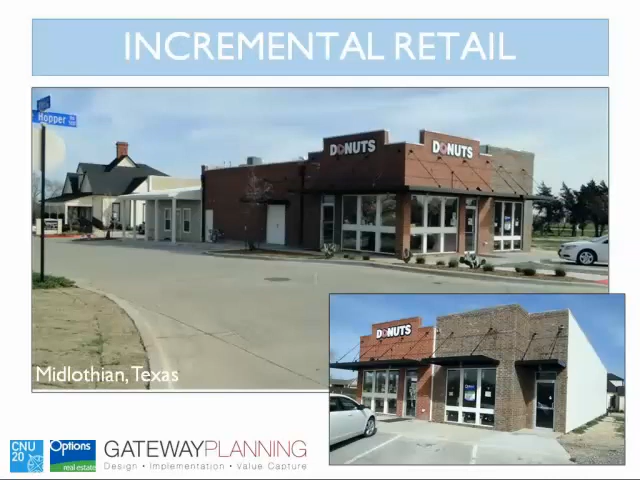 INCREMENTAL RETAIL
Hopper
DONUTS
DONUTS
DONUTS
Midlothian, Texas
CNU
20
Options
real estate
GATEWAYPLANNING
Design • Implementation • Value Capture